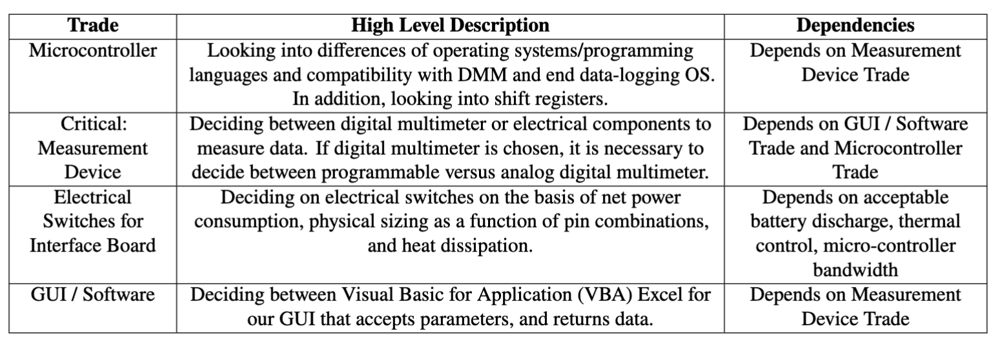 Trade High Level Description Dependencies
Microcontroller Looking into differences of operating systems/programming Depends on Measurement
languages and compatibility with DMM and end data-logging OS. Device Trade
In addition, looking into shift registers.
Critical: Deciding between digital multimeter or electrical components to Depends on GUI / Software
Measurement measure data. If digital multimeter is chosen, it is necessary to Trade and Microcontroller
Device decide between programmable versus analog digital multimeter. Trade
Electrical Deciding on electrical switches on the basis of net power Depends on acceptable
Switches for consumption, physical sizing as a function of pin combinations, battery discharge, thermal
Interface Board and heat dissipation. control, micro-controller
bandwidth
GUI / Software Deciding between Visual Basic for Application (VBA) Excel for Depends on Measurement
our GUI that accepts parameters, and returns data. Device Trade